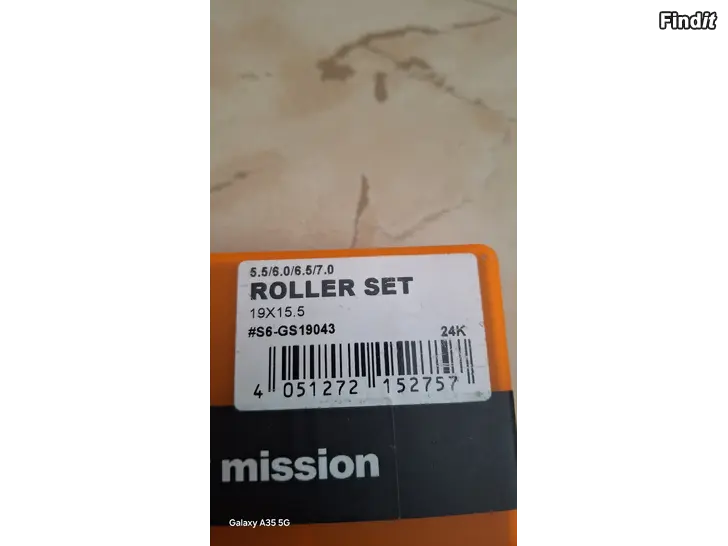 Findit
5.5/6.0/6.5/7.0
ROLLER SET
19X15.5
#S6-GS19043
24K
4 051272 152757
mission
Galaxy A35 5G